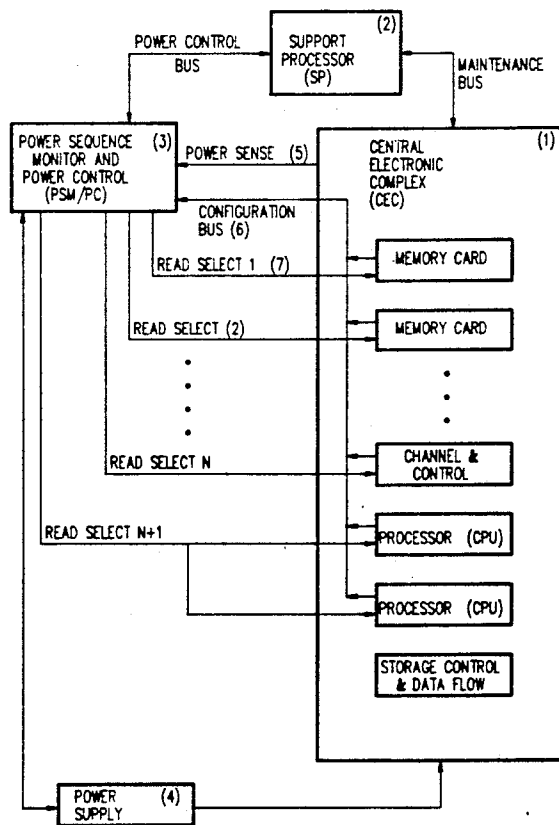 POWER CONTROL
BUS
(2)
SUPPORT
PROCESSOR
(SP)
MAINTENANCE
BUS
(3)
POWER SEQUENCE
MONITOR AND
POWER CONTROL
(PSM/PC)
POWER SENSE (5)
(1)
CENTRAL
ELECTRONIC
COMPLEX
(CEC)
CONFIGURATION
BUS (6)
READ SELECT 1 (7)
MEMORY CARD
READ SELECT (2)
MEMORY CARD
READ SELECT N
CHANNEL &
CONTROL
READ SELECT N+1
PROCESSOR (CPU)
PROCESSOR (CPU)
STORAGE CONTROL
& DATA FLOW
POWER (4)
SUPPLY